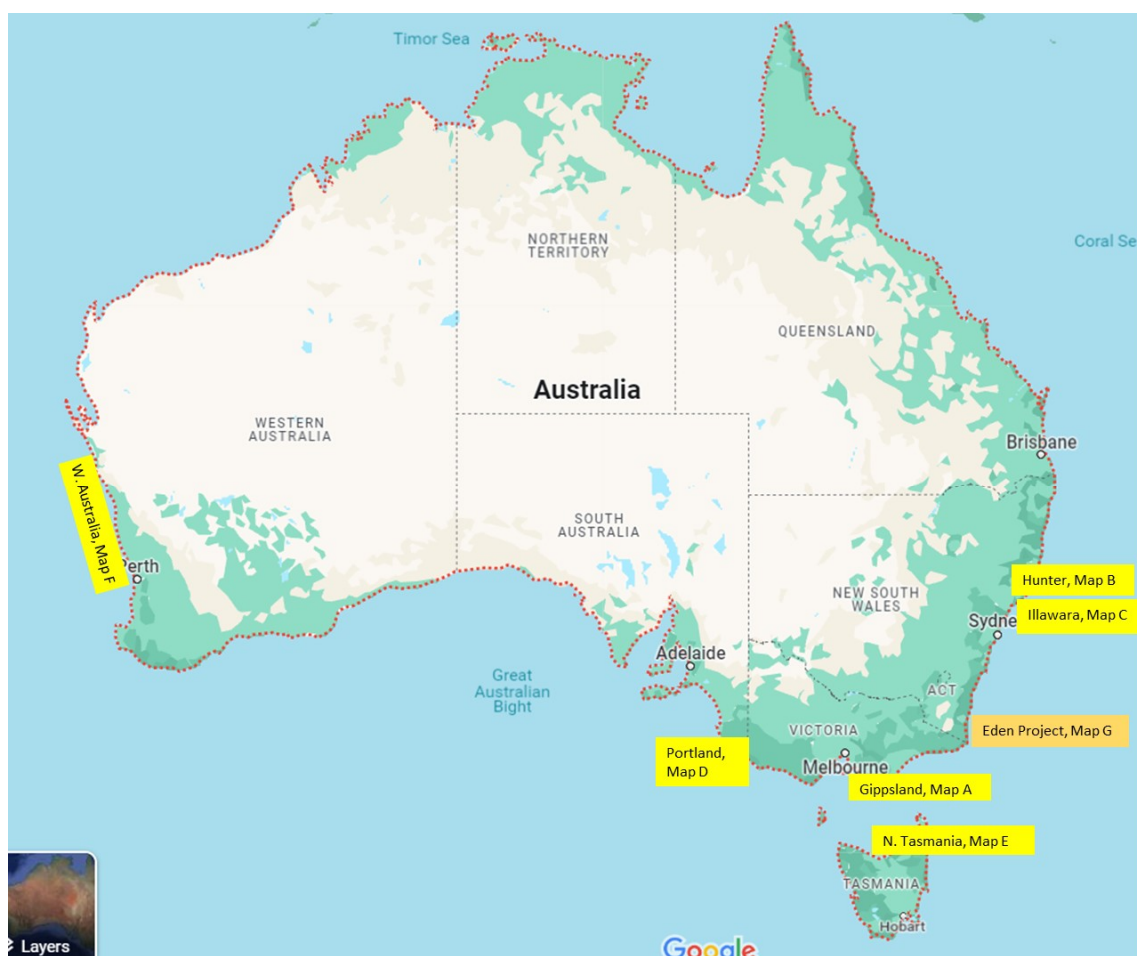 Timor Sea
NORTHERN
TERRITORY
Coral Se
QUEENSLAND
Australia
WESTERN
AUSTRALIA
Brisbane
W. Australia, Map F
SOUTH
AUSTRALIA
erth
Hunter, Map B
NEW SOUTH
WALES
Illawara, Map C
Sydne
Adelaide
Great
Australian
Bight
ACT
VICTORIA
Eden Project, Map G
Portland,
Map D
Melbourne
Gippsland, Map A
N. Tasmania, Map E
TASMANIA
Hobart
Layers
Google